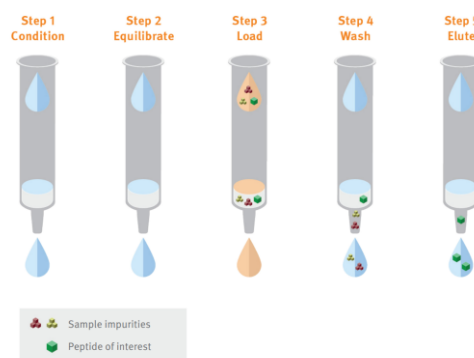 Step 1
Condition
Step 2
Equilibrate
Step 3
Load
Step 4
Wash
Step 5
Elute
Sample impurities
Peptide of interest